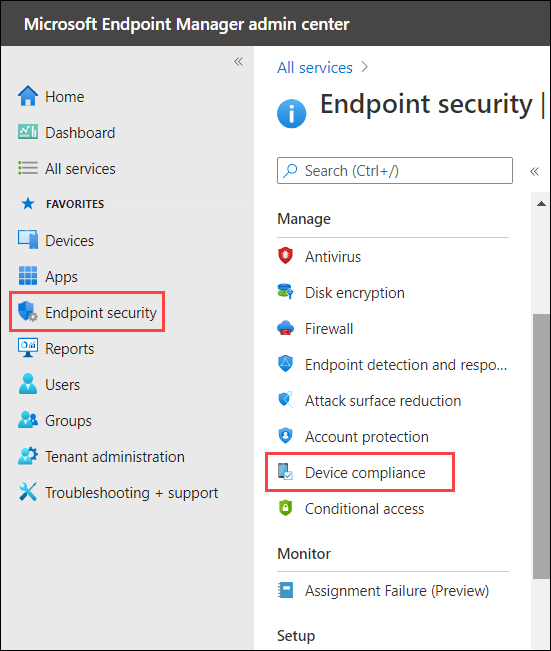 Microsoft Endpoint Manager admin center
«
Home
Dashboard
All services
FAVORITES
Devices
Apps
Endpoint security
Reports
Users
Groups
Tenant administration
Troubleshooting + support
All services >
Endpoint security |
Search (Ctrl+/)
«
Manage
Antivirus
Disk encryption
Firewall
Endpoint detection and respo...
Attack surface reduction
Account protection
Device compliance
Conditional access
Monitor
Assignment Failure (Preview)
Setup